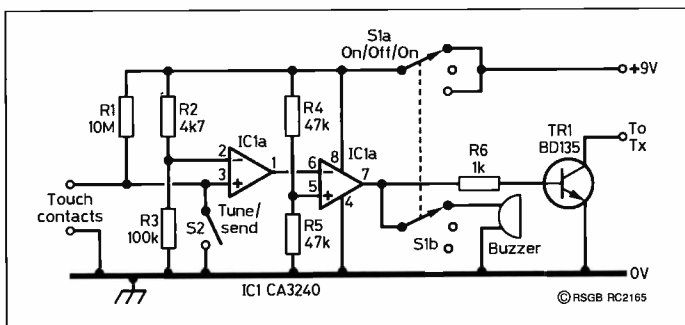 S1a
On/Off/On
+9V
R1
10M
R2
4k7
R4
47k
IC1a
IC1a
R6
1k
TR1
BD135
To
Tx
2
3
1
6
5
8
4
7
Touch
contacts
R3
100k
S2
Tune/
send
R5
47k
S1b
Buzzer
0V
IC1 CA3240
© RSGB RC2165